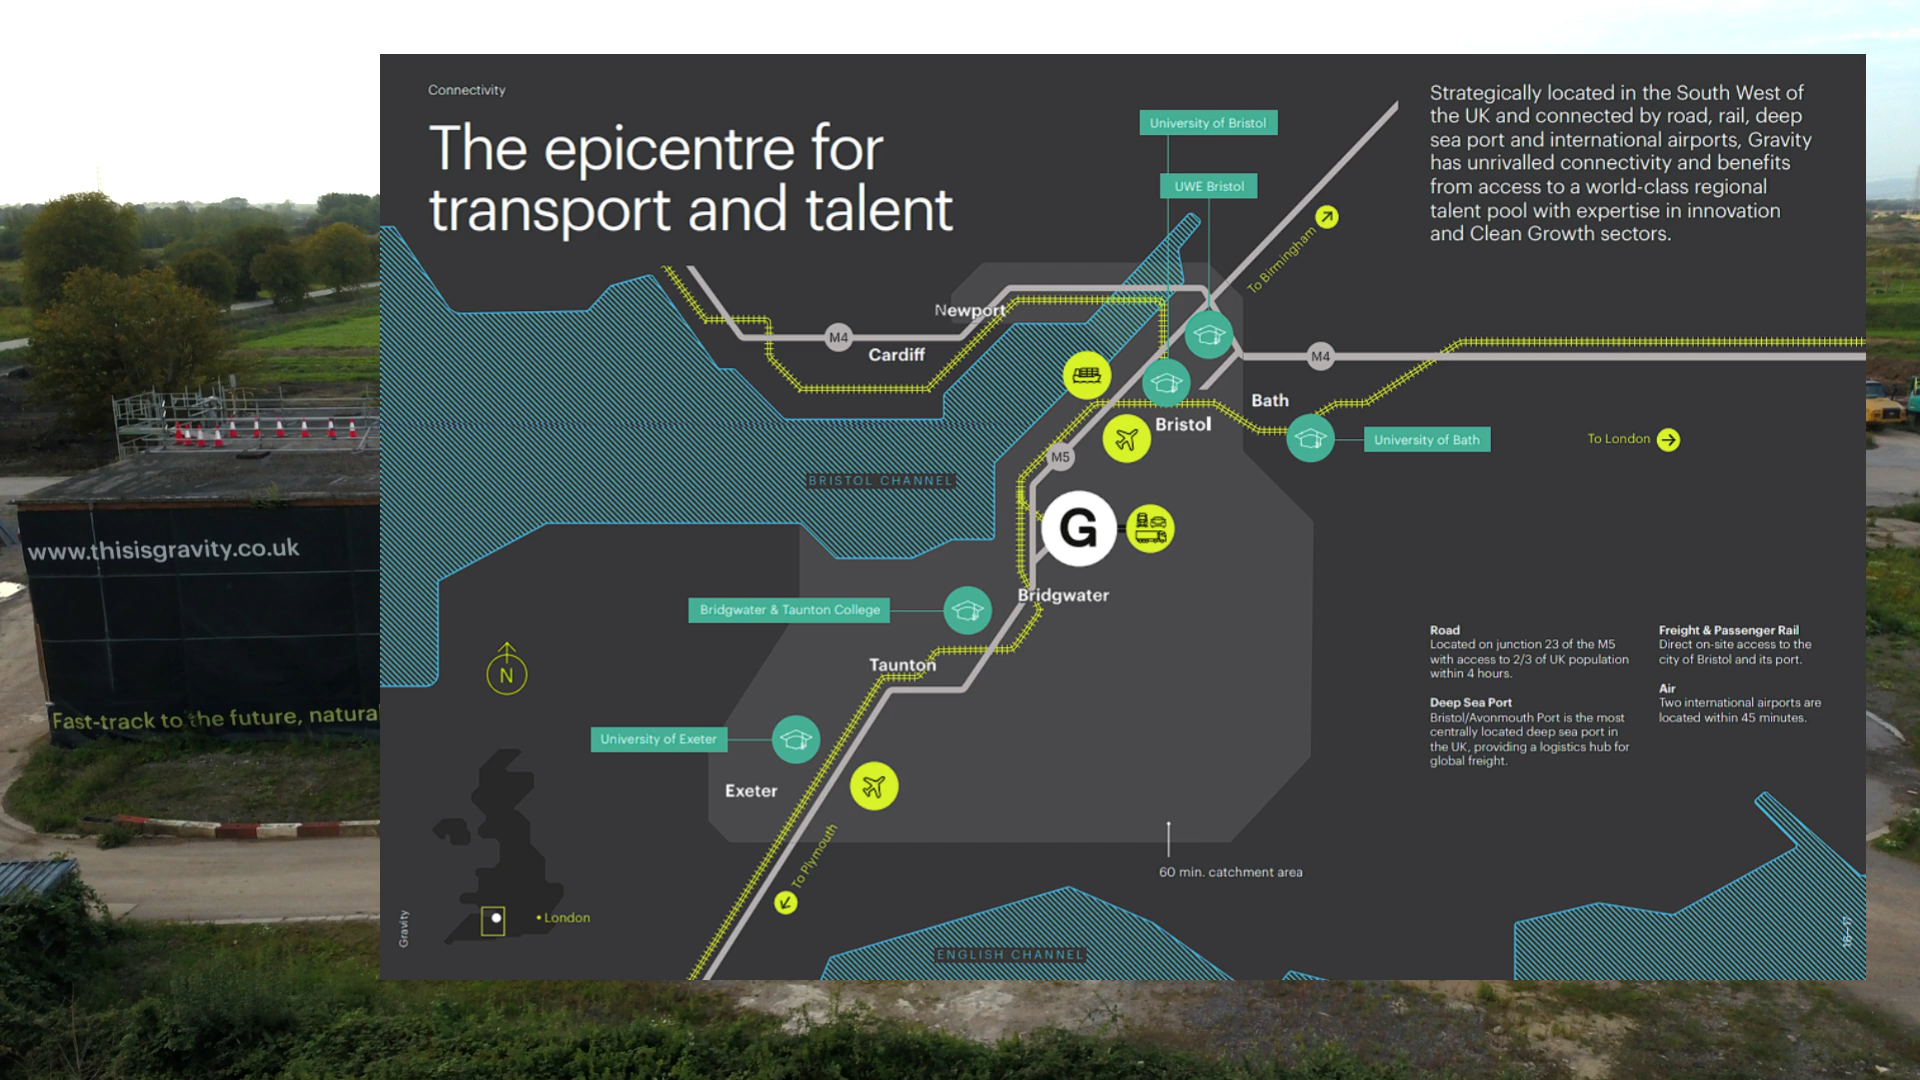 Connectivity
The epicentre for
transport and talent
Strategically located in the South West of
the UK and connected by road, rail, deep
sea port and international airports, Gravity
has unrivalled connectivity and benefits
from access to a world-class regional
talent pool with expertise in innovation
and Clean Growth sectors.
University of Bristol
UWE Bristol
To Birmingham
Newport
M4
Cardiff
M4
Bath
Bristol
University of Bath
To London
M5
BRISTOL CHANNEL
G
www.thisisgravity.co.uk
Bridgwater
Bridgwater & Taunton College
Taunton
N
Fast-track to the future, natura
University of Exeter
Exeter
To Plymouth
60 min. catchment area
London
Gravity
ENGLISH CHANNEL
Road
Located on junction 23 of the M5
with access to 2/3 of UK population
within 4 hours.
Deep Sea Port
Bristol/Avonmouth Port is the most
centrally located deep sea port in
the UK, providing a logistics hub for
global freight.
Freight & Passenger Rail
Direct on-site access to the
city of Bristol and its port.
Air
Two international airports are
located within 45 minutes.
16—17